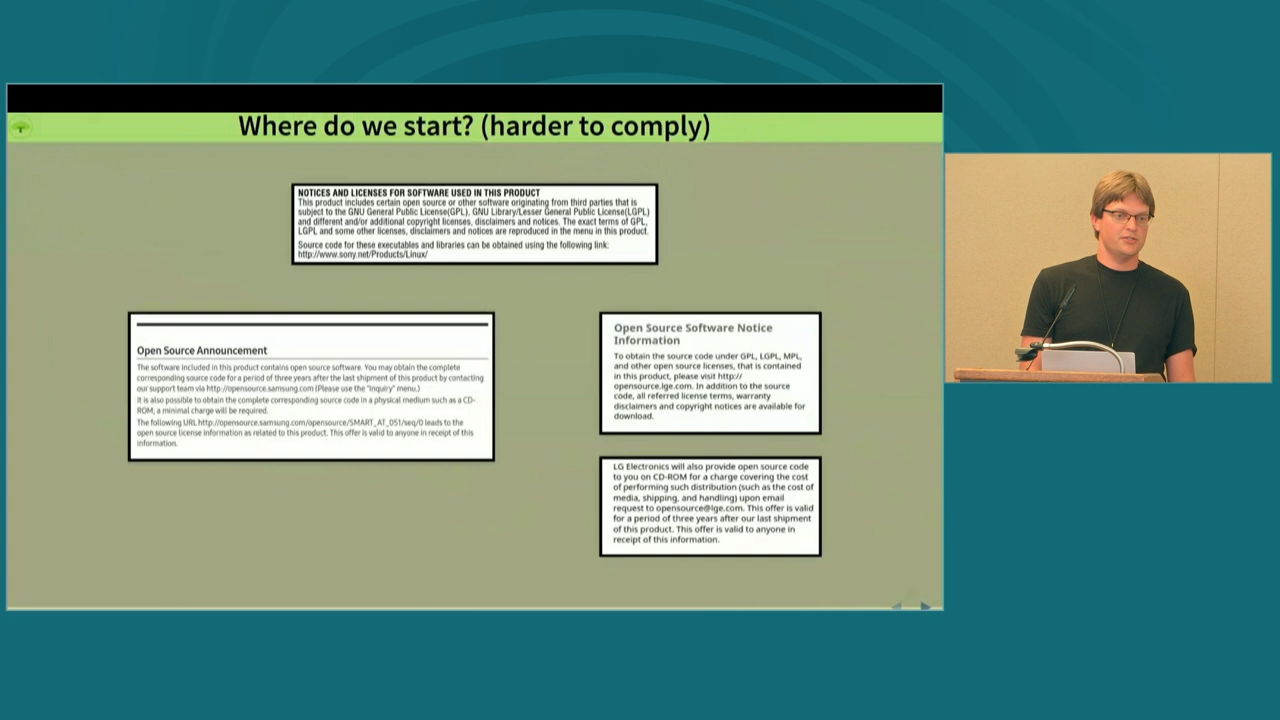 Where do we start? (harder to comply)
NOTICES AND LICENSES FOR SOFTWARE USED IN THIS PRODUCT
This product includes certain open source or other software originating from third parties that is
subject to the GNU General Public License(GPL), GNU Library/Lesser General Public License(LGPL)
and different and/or additional copyright licenses, disclaimers and notices. The exact terms of GPL,
LGPL and some other licenses, disclaimers and notices are reproduced in the menu in this product.
Source code for these executables and libraries can be obtained using the following link:
http://www.sony.net/Products/Linux/
Open Source Announcement
The software included in this product contains open source software. You may obtain the complete
corresponding source code for a period of three years after the last shipment of this product by contacting
our support team via http://opensource.samsung.com (Please use the "Inquiry" menu.)
It is also possible to obtain the complete corresponding source code in a physical medium such as a CD-
ROM, a minimal charge will be required.
The following URL http://opensource.samsung.com/opensource/SMART_AT_051/seq/0 leads to the
open source license information as related to this product. This offer is valid to anyone in receipt of this
information.
Open Source Software Notice
Information
To obtain the source code under GPL, LGPL, MPL,
and other open source licenses, that is contained
in this product, please visit http://
opensource.lge.com. In addition to the source
code, all referred license terms, warranty
disclaimers and copyright notices are available for
download.
LG Electronics will also provide open source code
to you on CD-ROM for a charge covering the cost
of performing such distribution (such as the cost of
media, shipping, and handling) upon email
request to opensource@lge.com. This offer is valid
for a period of three years after our last shipment
of this product. This offer is valid to anyone in
receipt of this information.